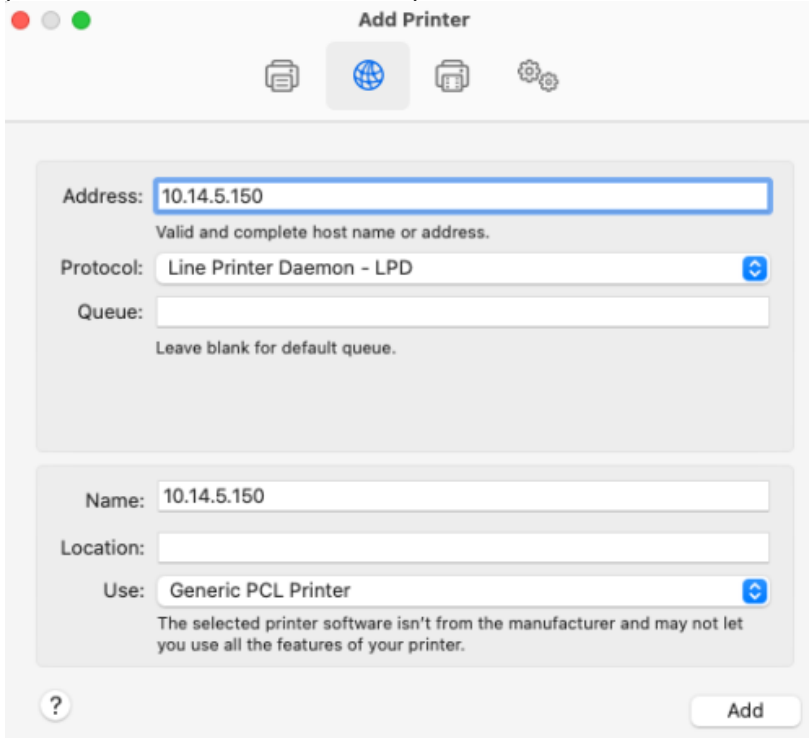 Add Printer
Address: 10.14.5.150
Valid and complete host name or address.
Protocol: Line Printer Daemon - LPD
Queue:
Leave blank for default queue.
Name: 10.14.5.150
Location:
Use: Generic PCL Printer
The selected printer software isn't from the manufacturer and may not let
you use all the features of your printer.
? Add